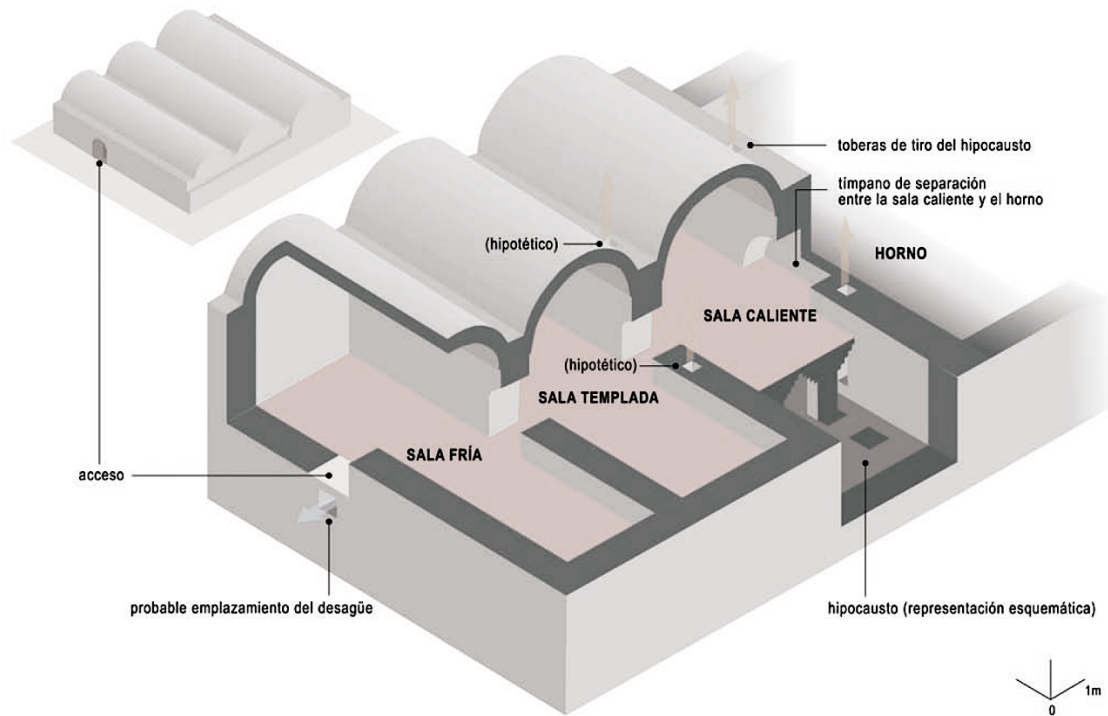 toberas de tiro del hipocausto
tímpano de separación
entre la sala caliente y el horno
(hipotético)
HORNO
SALA CALIENTE
(hipotético)
SALA TEMPLADA
SALA FRÍA
acceso
probable emplazamiento del desagüe
hipocausto (representación esquemática)
1m
0